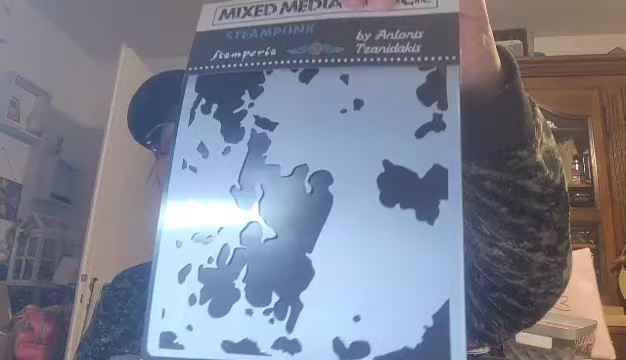 MIXED MEDIA
STEAMPUNK
by Antonis
Tzanidakis
Stamperia